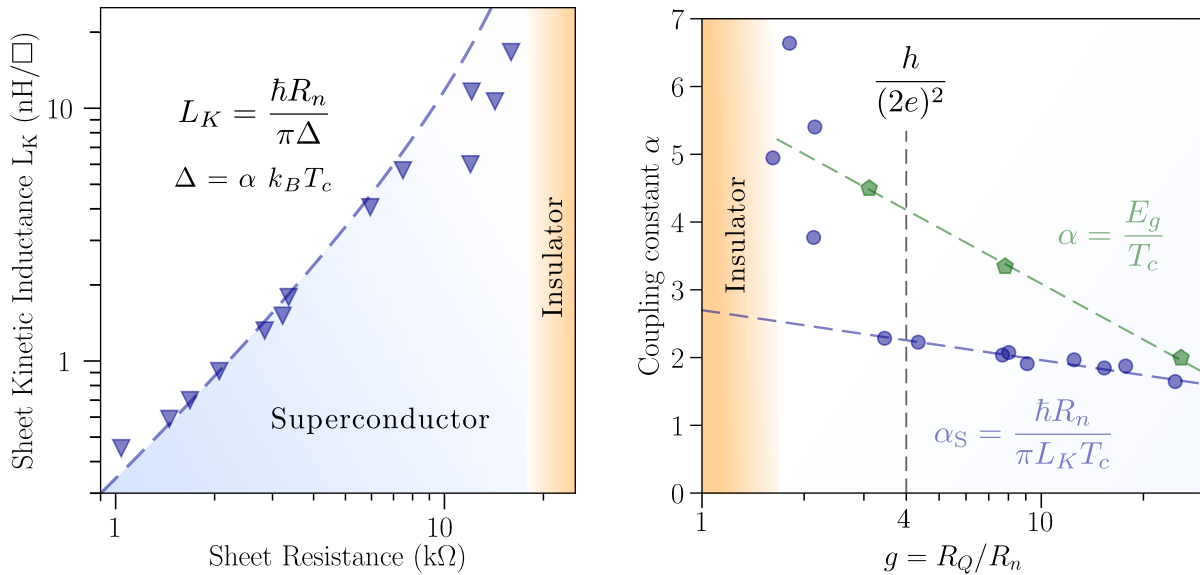 Sheet Kinetic Inductance L_K (nH/□)
10
1
L_K = ħR_n / πΔ
Δ = α k_B T_c
Superconductor
Insulator
1
10
Sheet Resistance (kΩ)
Coupling constant α
7
6
5
4
3
2
1
0
h / (2e)²
Insulator
α = E_g / T_c
α_S = ħR_n / πL_K T_c
1
4
10
g = R_Q/R_n